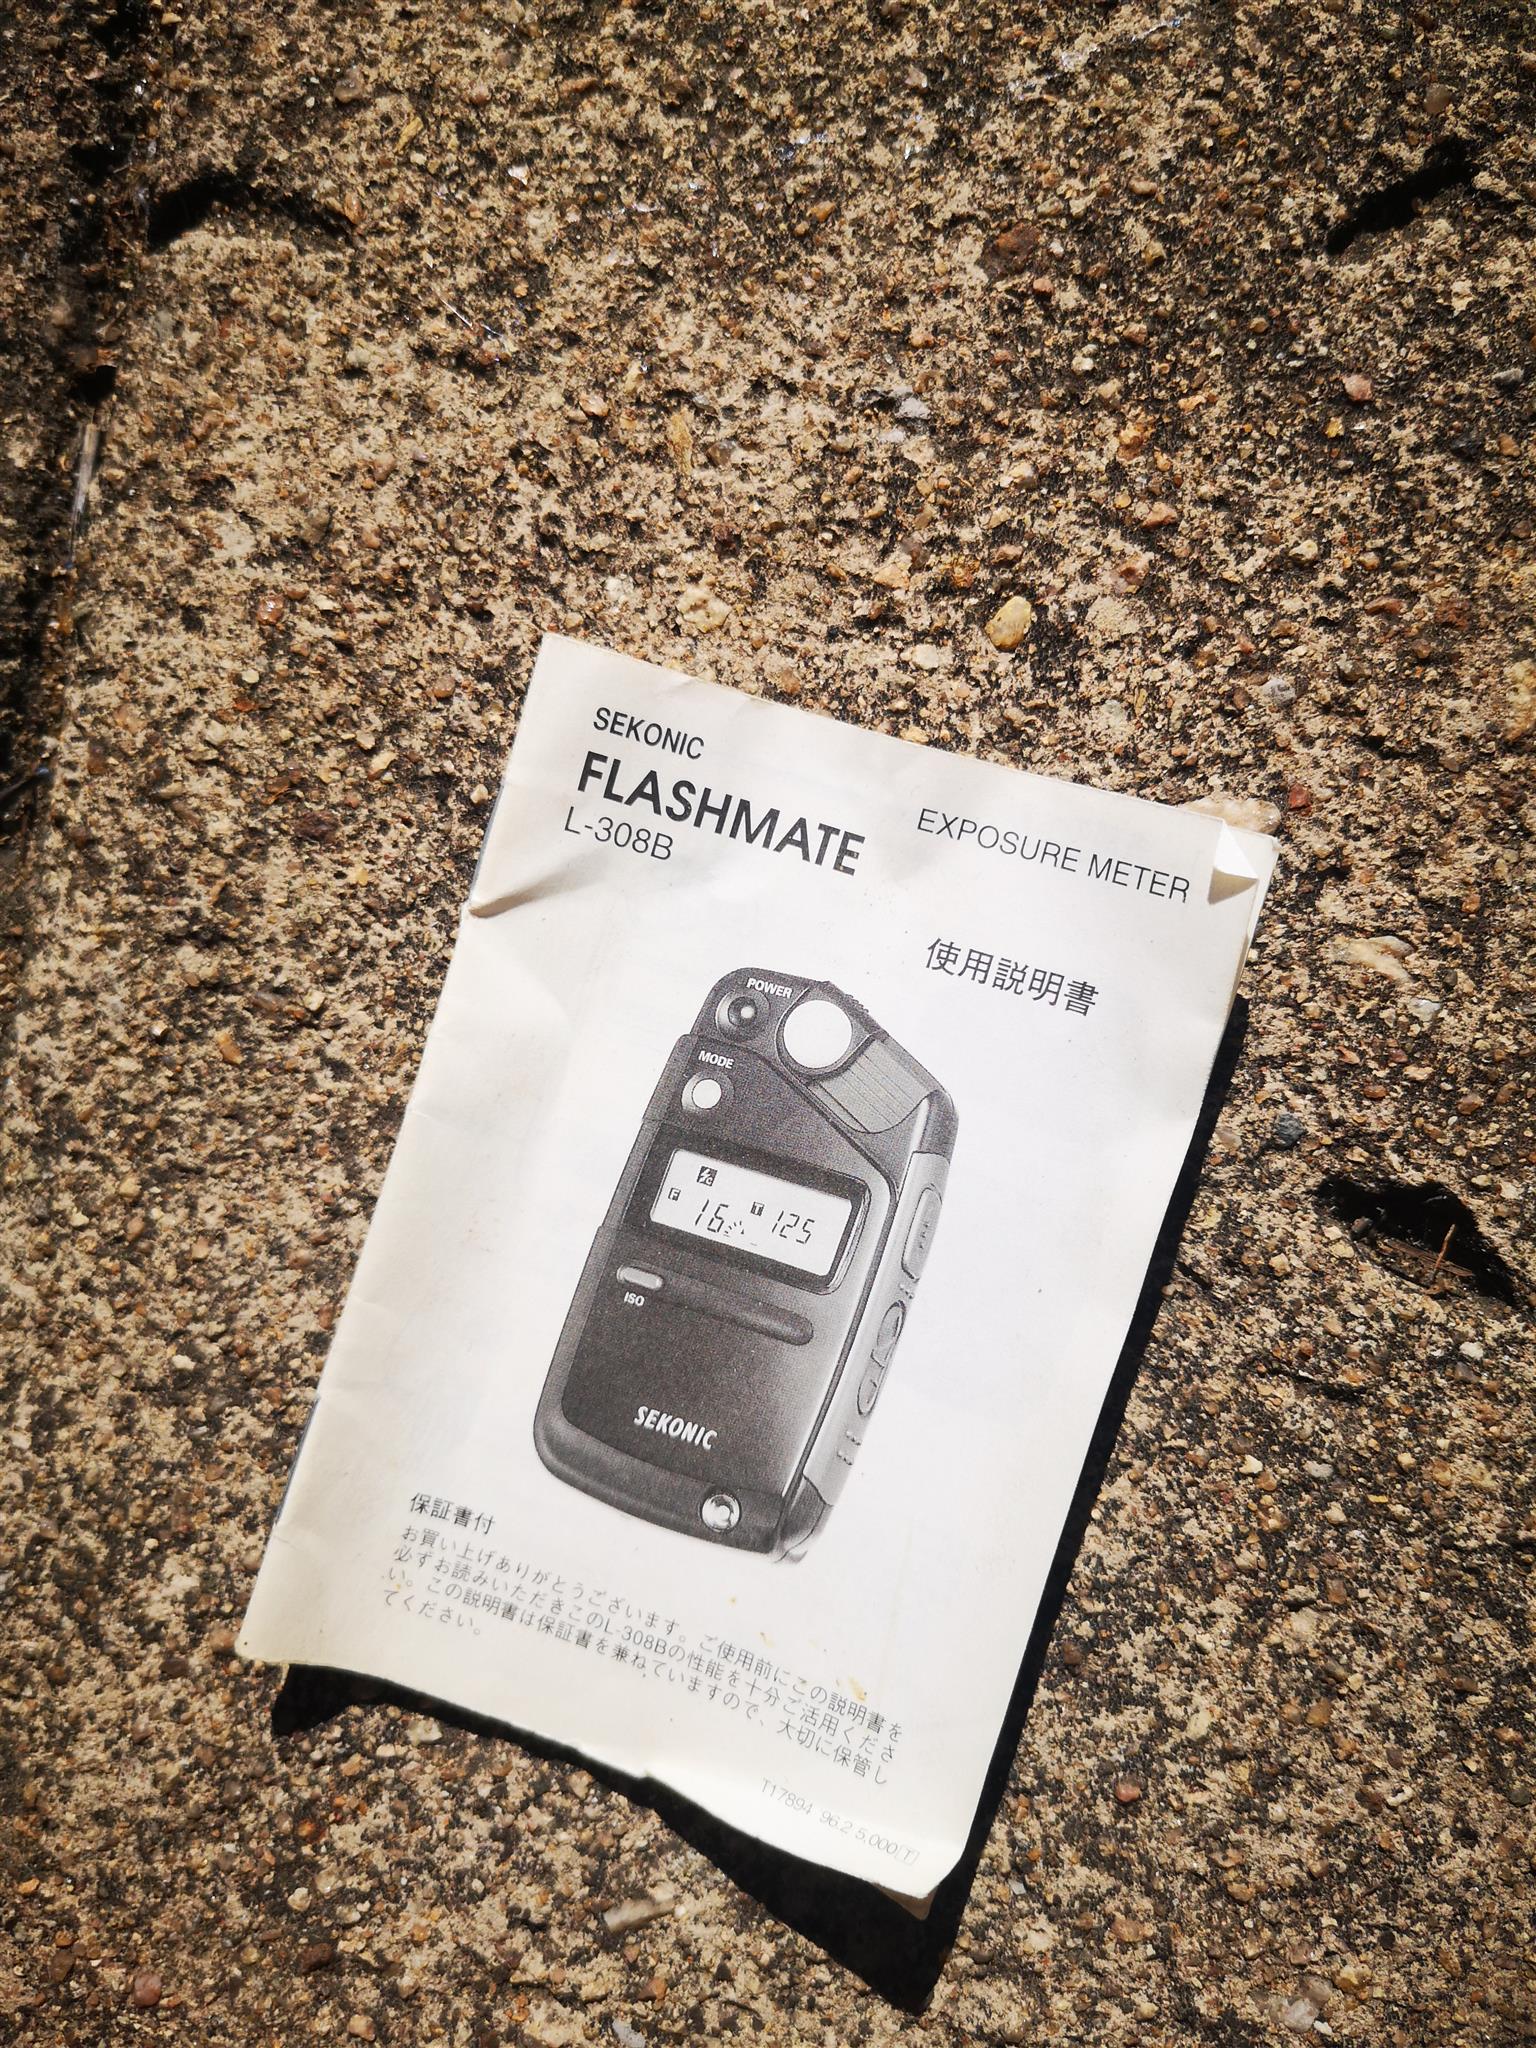 SEKONIC
FLASHMATE
L-308B
EXPOSURE METER
使用説明書
POWER
MODE
F 16 T 125
ISO
SEKONIC
保証書付
お買い上げありがとうございます。ご使用前にこの説明書を
必ずお読みいただきこのL-308Bの性能を十分ご活用くださ
い。この説明書は保証書を兼ねていますので、大切に保管し
てください。
T17894 96.2 5,000 T